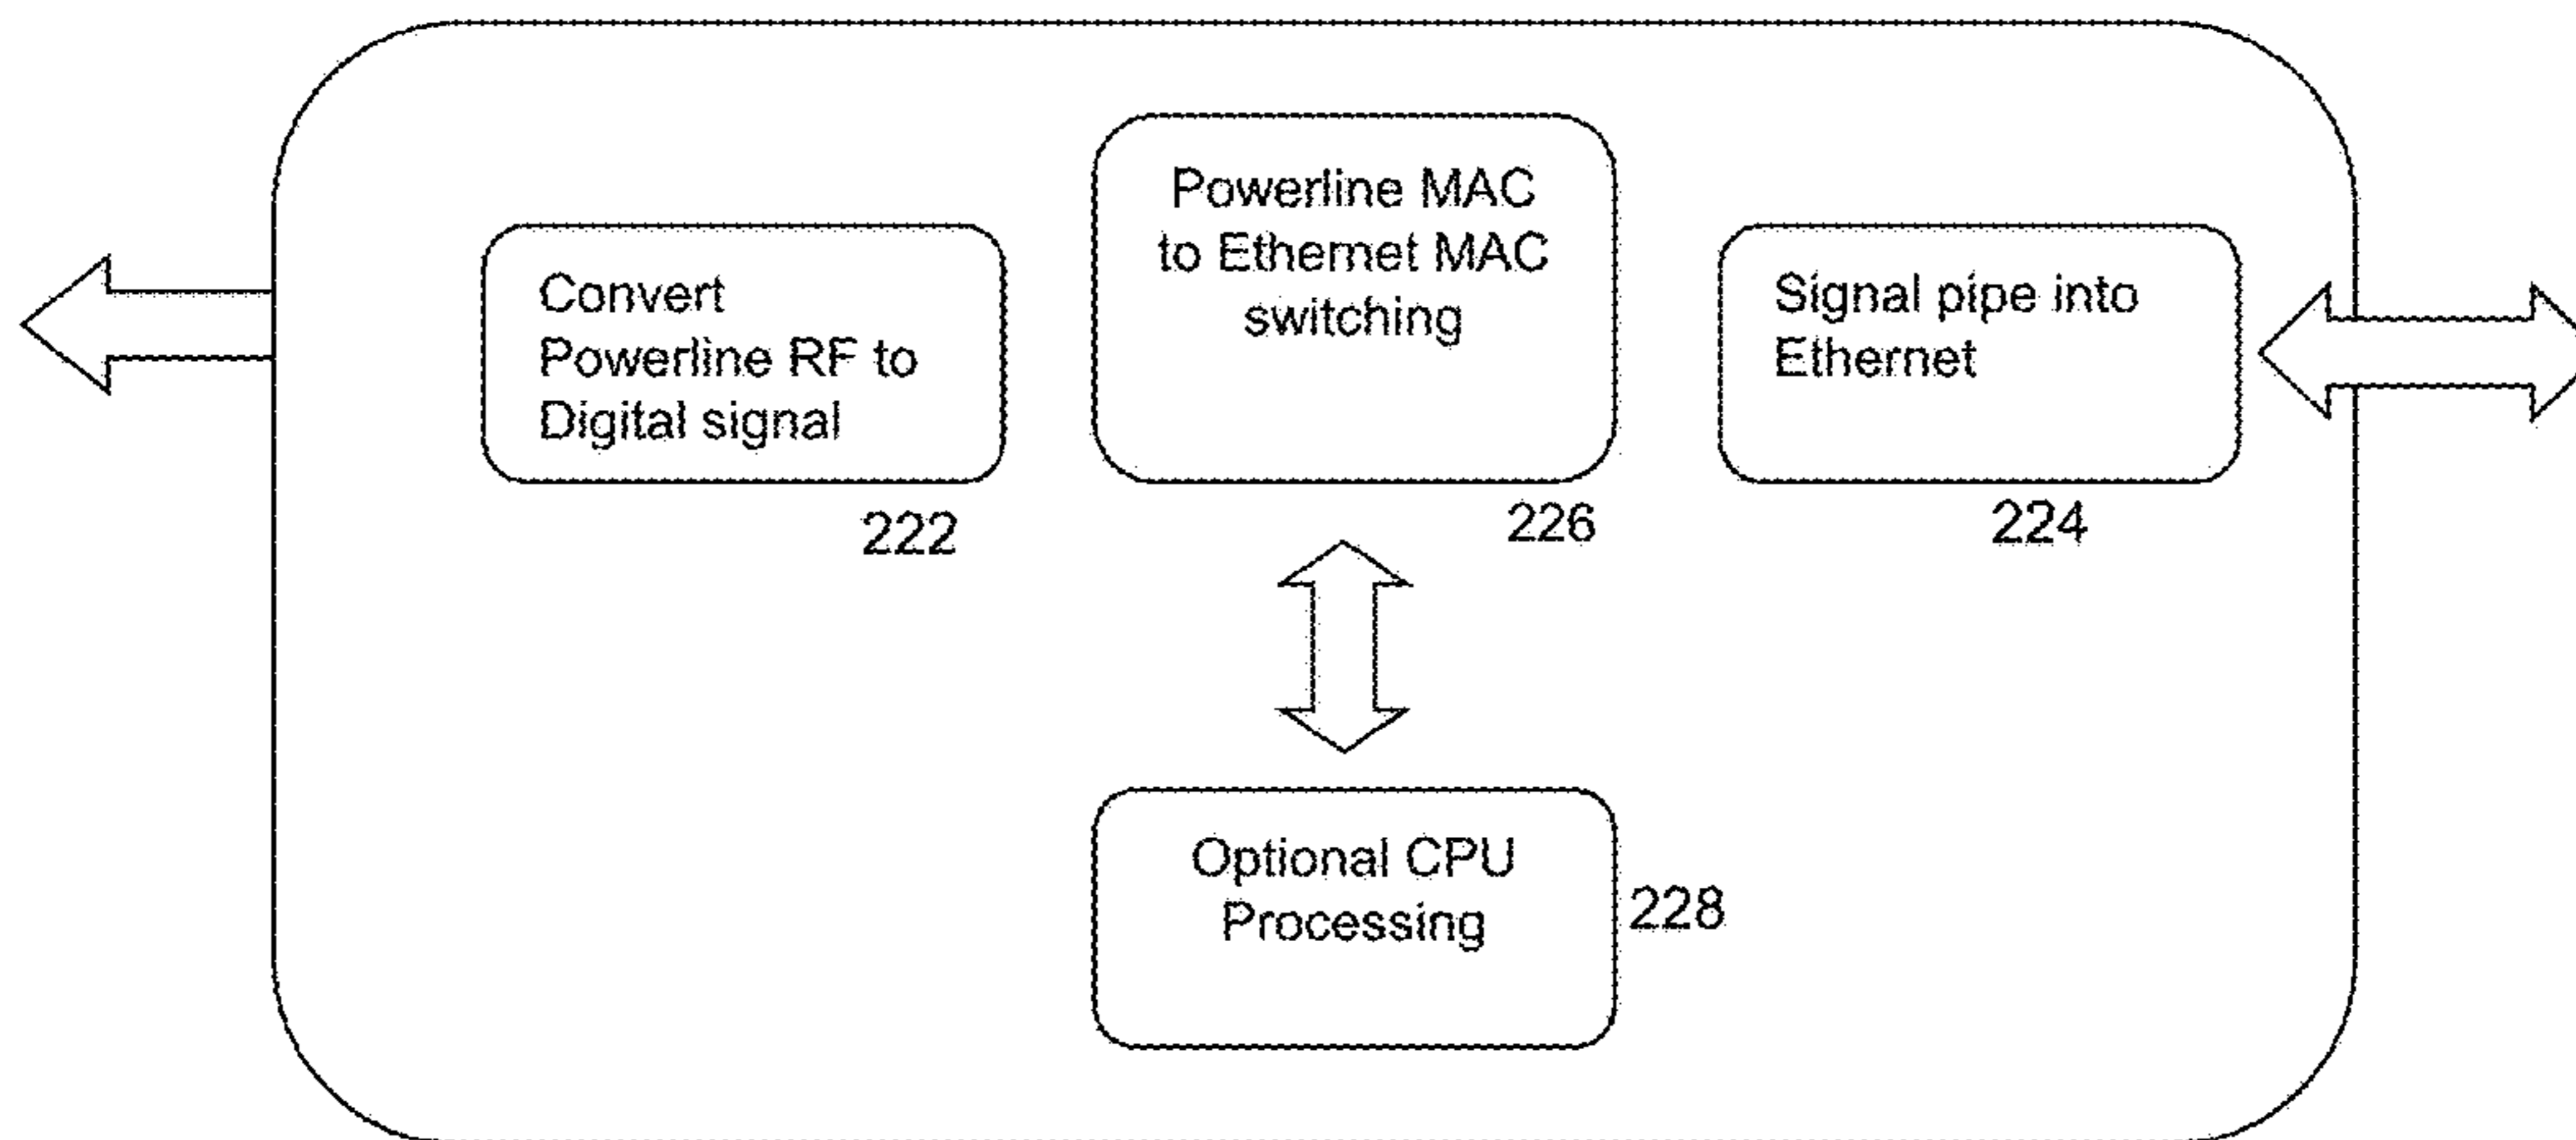 Convert
Powerline RF to
Digital signal
222
Powerline MAC
to Ethernet MAC
switching
226
Signal pipe into
Ethernet
224
Optional CPU
Processing
228